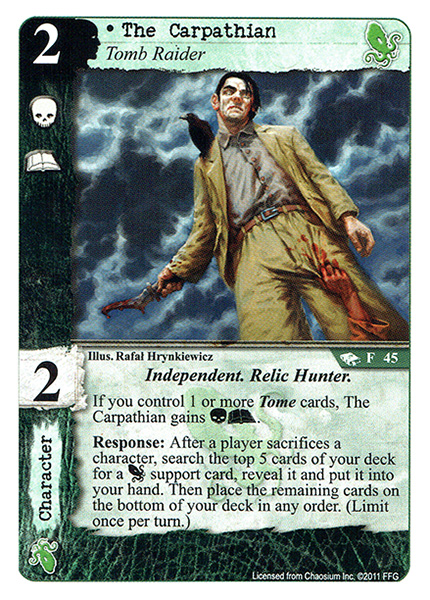 2
• The Carpathian
Tomb Raider
Illus. Rafał Hrynkiewicz
F 45
2
Independent. Relic Hunter.
If you control 1 or more Tome cards, The
Carpathian gains .
Response: After a player sacrifices a
character, search the top 5 cards of your deck
for a support card, reveal it and put it into
your hand. Then place the remaining cards on
the bottom of your deck in any order. (Limit
once per turn.)
Character
Licensed from Chaosium Inc. ©2011 FFG